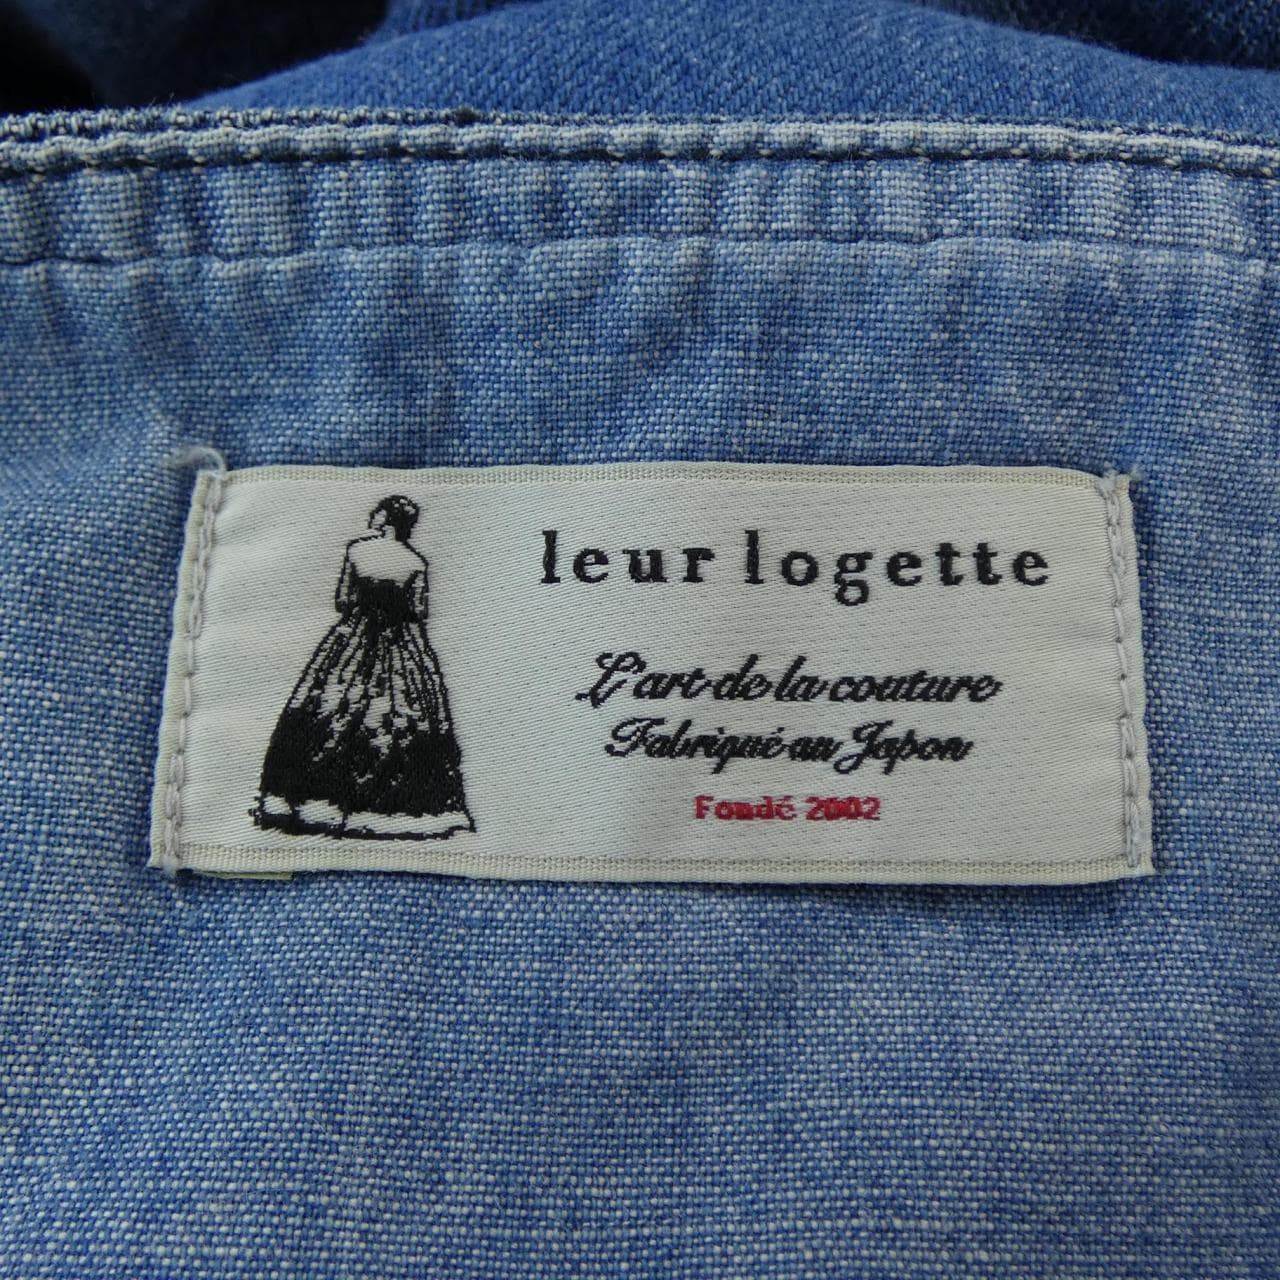 leur logette
L'art de la couture
Fabriqué au Japon
Fondé 2002